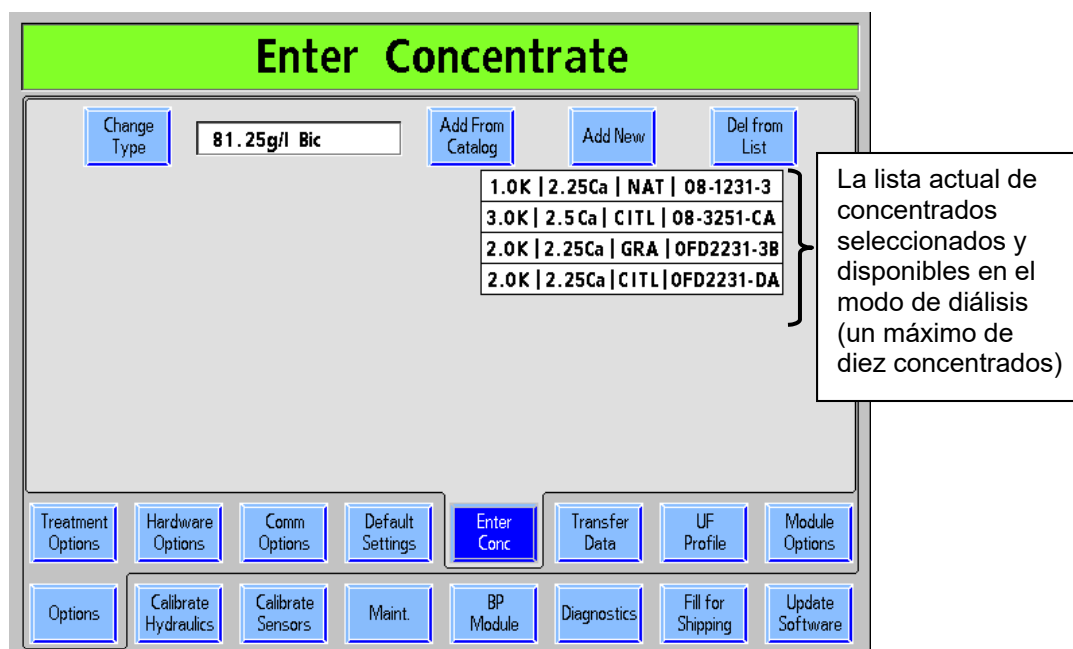 Enter Concentrate
Change
Type
81.25g/l Bic
Add From
Catalog
Add New
Del from
List
1.0K | 2.25Ca | NAT | 08-1231-3
3.0K | 2.5Ca | CITL | 08-3251-CA
2.0K | 2.25Ca | GRA | 0FD2231-3B
2.0K | 2.25Ca | CITL | 0FD2231-DA
La lista actual de
concentrados
seleccionados y
disponibles en el
modo de diálisis
(un máximo de
diez concentrados)
Treatment
Options
Hardware
Options
Comm
Options
Default
Settings
Enter
Conc
Transfer
Data
UF
Profile
Module
Options
Options
Calibrate
Hydraulics
Calibrate
Sensors
Maint.
BP
Module
Diagnostics
Fill for
Shipping
Update
Software